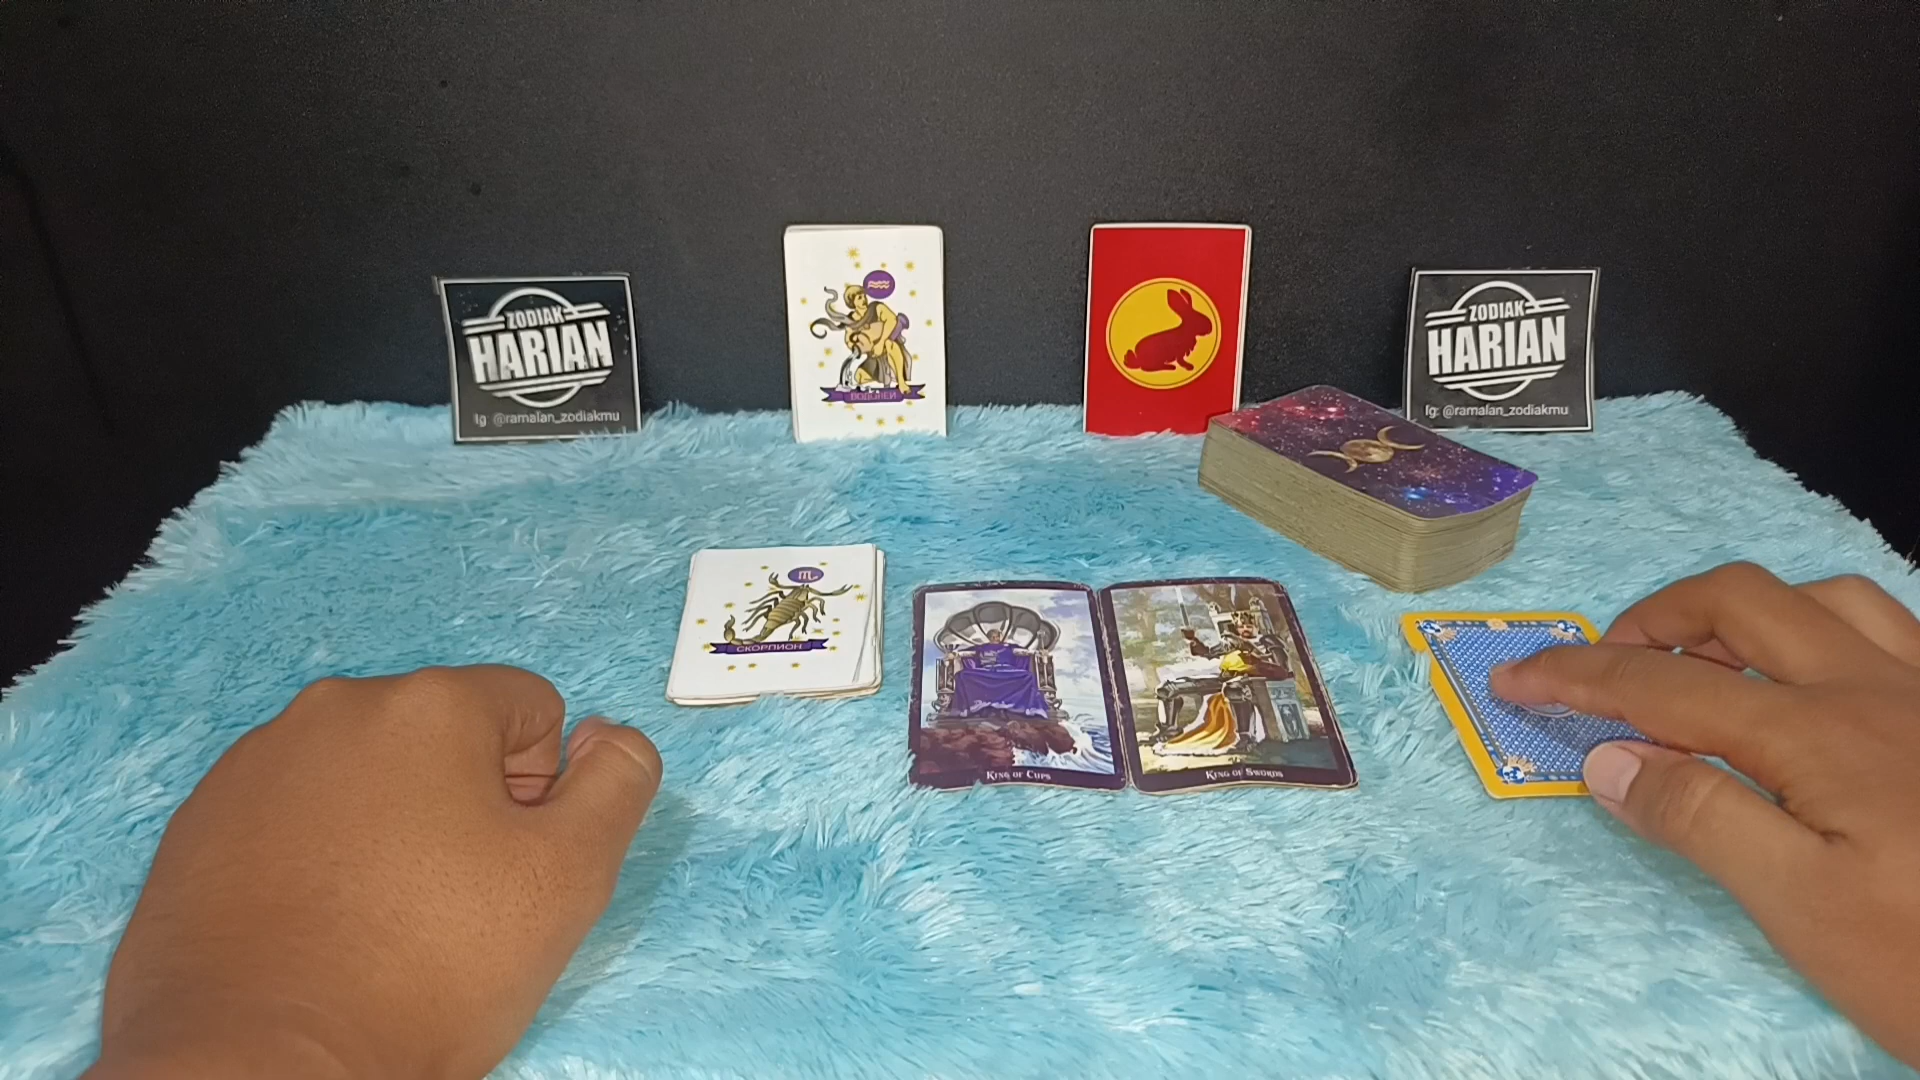 ZODIAK
HARIAN
Ig @ramalan_zodiakmu
ВОДОЛЕЙ
ZODIAK
HARIAN
Ig: @ramalan_zodiakmu
СКОРПИОН
KING OF CUPS
KING OF SWORDS